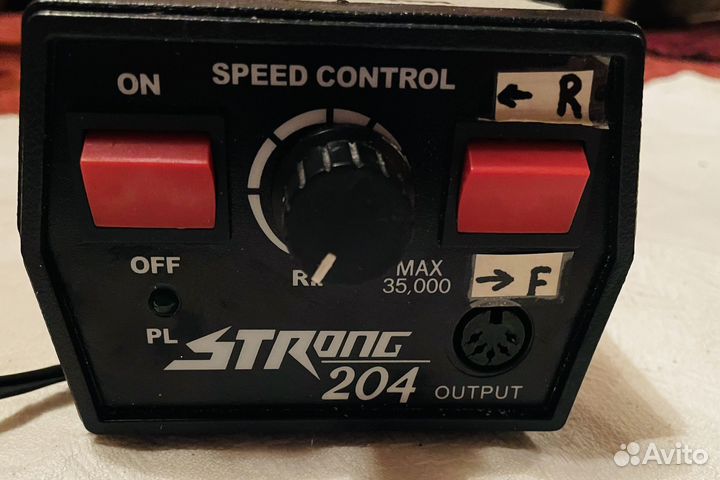 ON
SPEED CONTROL
← R
OFF
MAX
35,000
→ F
PL
STRONG
204
OUTPUT
Avito